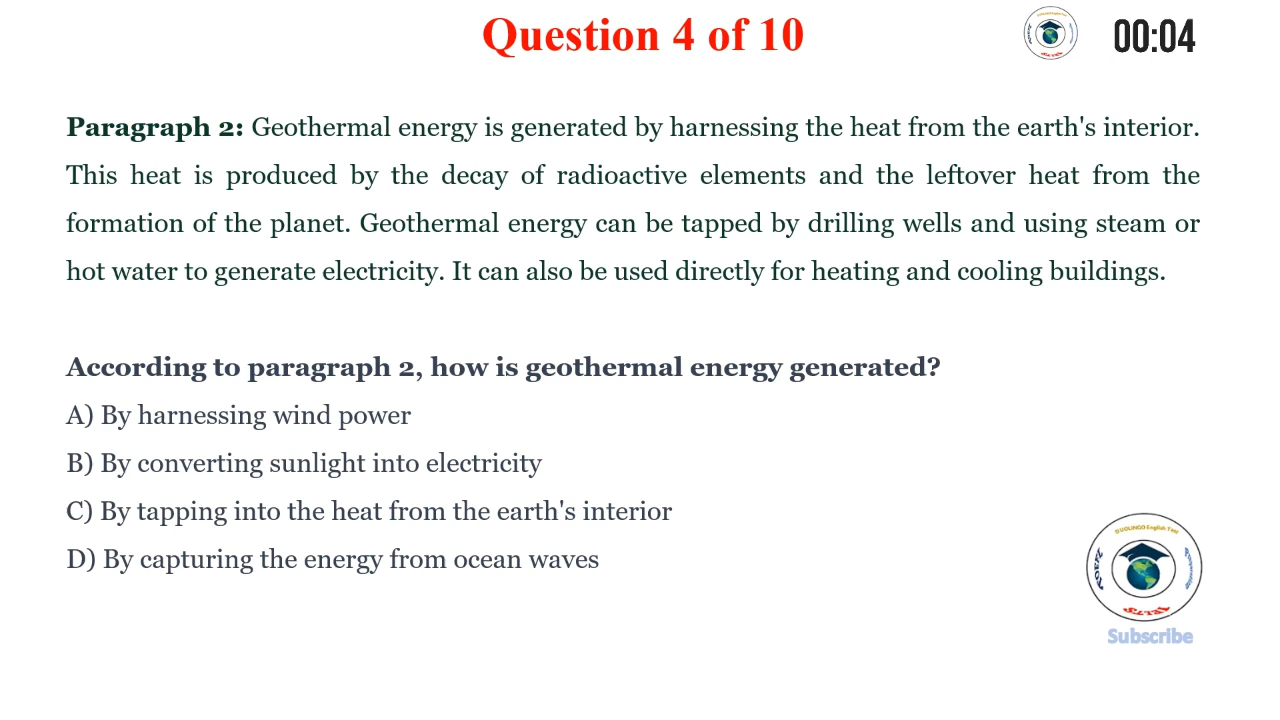 Question 4 of 10
00:04
Paragraph 2: Geothermal energy is generated by harnessing the heat from the earth's interior.
This heat is produced by the decay of radioactive elements and the leftover heat from the
formation of the planet. Geothermal energy can be tapped by drilling wells and using steam or
hot water to generate electricity. It can also be used directly for heating and cooling buildings.
According to paragraph 2, how is geothermal energy generated?
A) By harnessing wind power
B) By converting sunlight into electricity
C) By tapping into the heat from the earth's interior
D) By capturing the energy from ocean waves
DUOLINGO English Test
IELTS
Subscribe